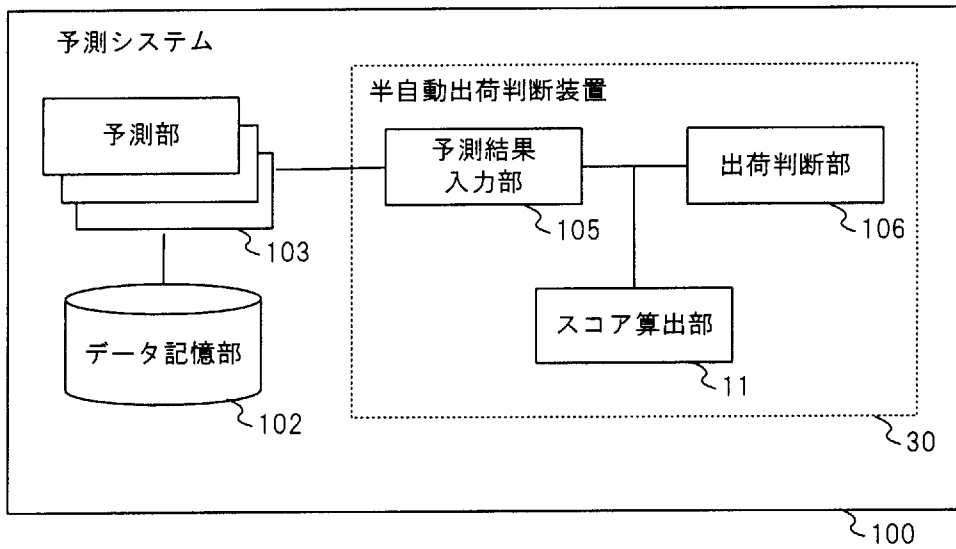 予測システム
半自動出荷判断装置
予測部
予測結果
入力部
出荷判断部
103
105
106
データ記憶部
スコア算出部
102
11
30
100